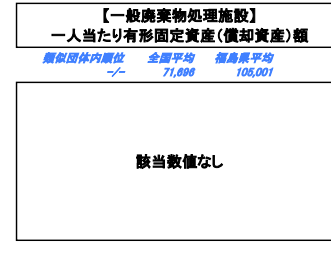 【一般廃棄物処理施設】
一人当たり有形固定資産(償却資産)額
類似団体内順位 全国平均 福島県平均
-/- 71,696 105,001
該当数値なし